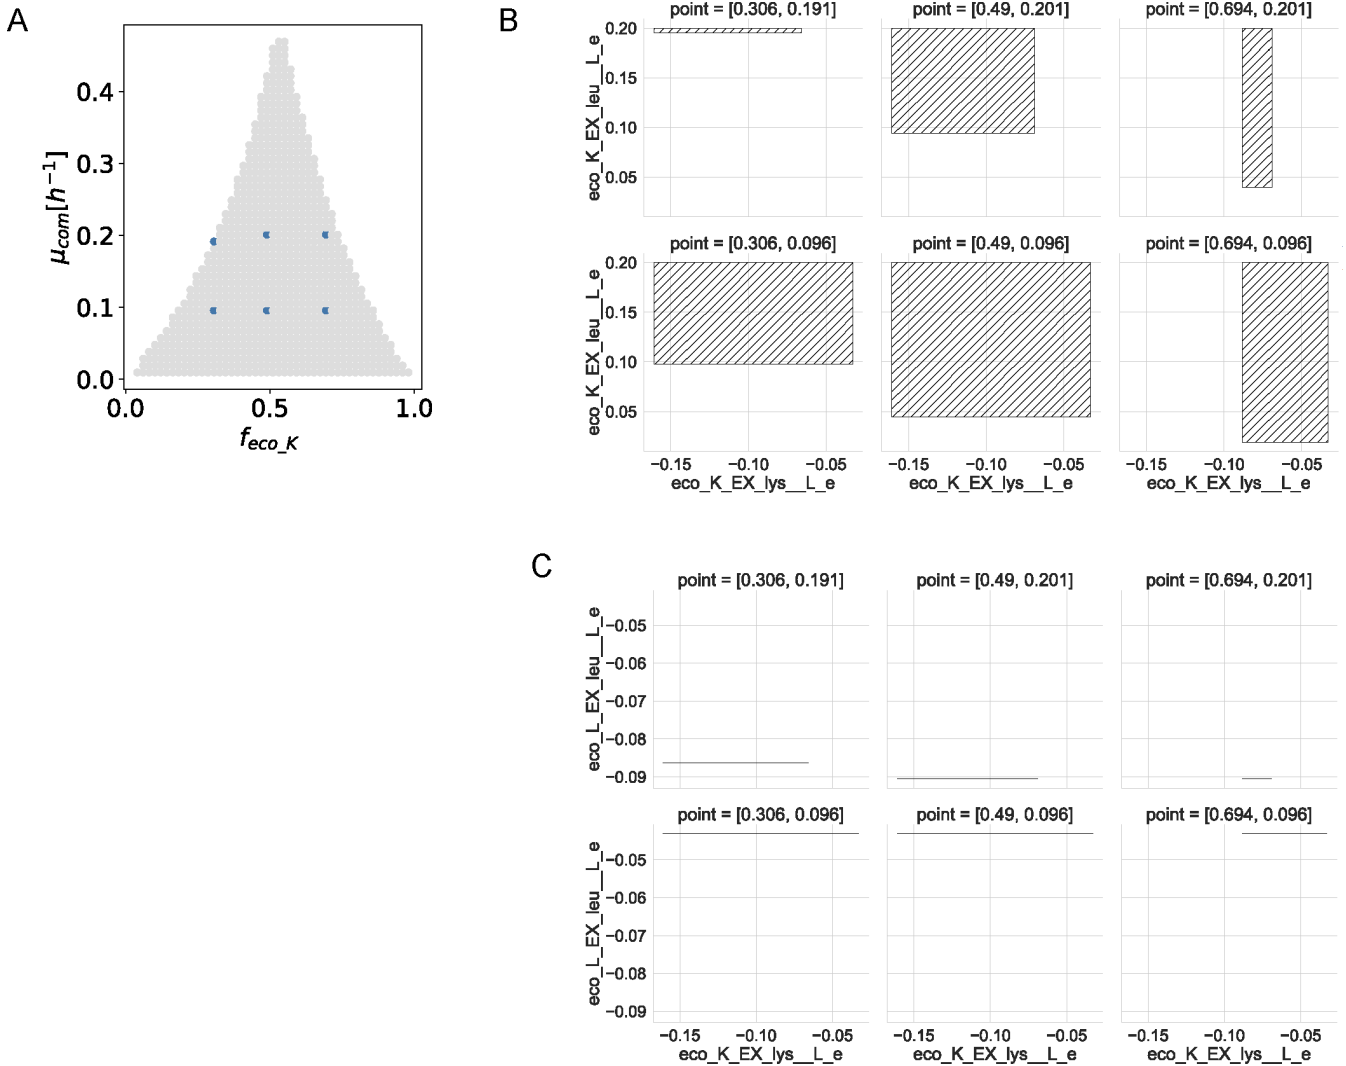 A
0.4
0.3
0.2
0.1
0.0
μcom[h⁻¹]
0.0 0.5 1.0
feco_K
B
point = [0.306, 0.191] point = [0.49, 0.201] point = [0.694, 0.201]
0.20
0.15
0.10
0.05
eco_K_EX_leu__L_e
point = [0.306, 0.096] point = [0.49, 0.096] point = [0.694, 0.096]
0.20
0.15
0.10
0.05
eco_K_EX_leu__L_e
−0.15 −0.10 −0.05 −0.15 −0.10 −0.05 −0.15 −0.10 −0.05
eco_K_EX_lys__L_e eco_K_EX_lys__L_e eco_K_EX_lys__L_e
C
point = [0.306, 0.191] point = [0.49, 0.201] point = [0.694, 0.201]
−0.05
−0.06
−0.07
−0.08
−0.09
eco_L_EX_leu__L_e
point = [0.306, 0.096] point = [0.49, 0.096] point = [0.694, 0.096]
−0.05
−0.06
−0.07
−0.08
−0.09
eco_L_EX_leu__L_e
−0.15 −0.10 −0.05 −0.15 −0.10 −0.05 −0.15 −0.10 −0.05
eco_K_EX_lys__L_e eco_K_EX_lys__L_e eco_K_EX_lys__L_e